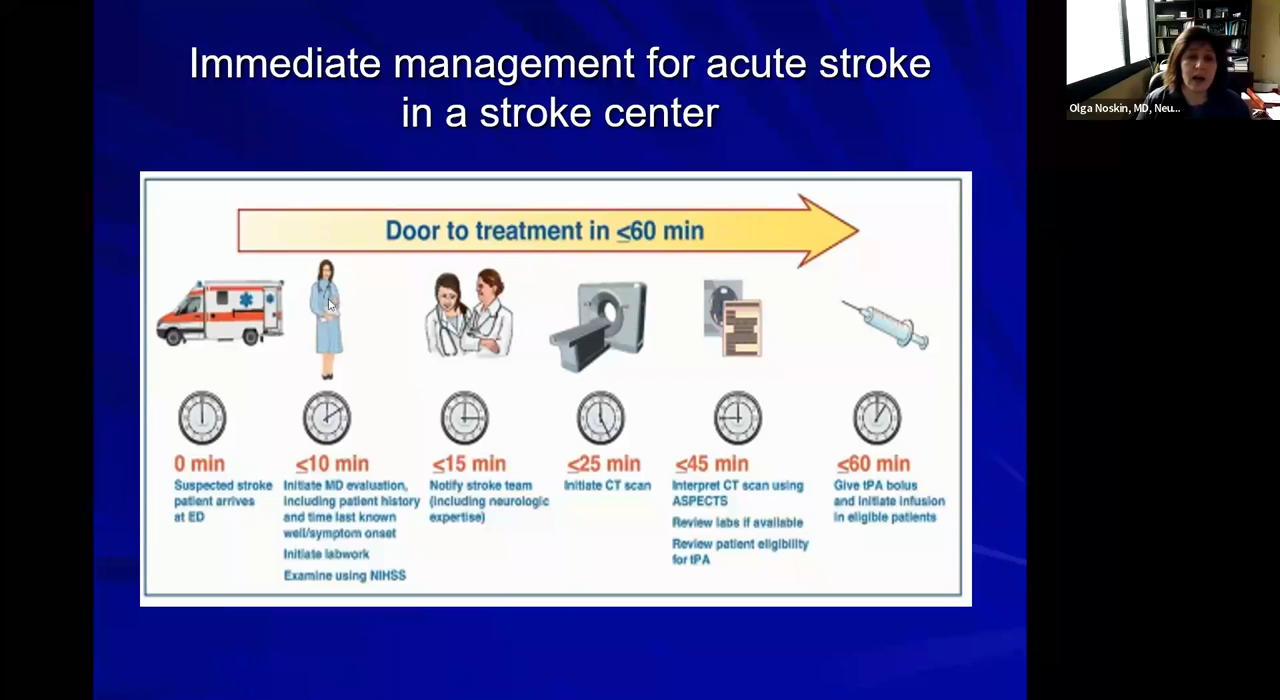 Immediate management for acute stroke
in a stroke center
Olga Noskin, MD, Neu...
Door to treatment in ≤60 min
0 min
Suspected stroke
patient arrives
at ED
≤10 min
Initiate MD evaluation,
including patient history
and time last known
well/symptom onset
Initiate labwork
Examine using NIHSS
≤15 min
Notify stroke team
(including neurologic
expertise)
≤25 min
Initiate CT scan
≤45 min
Interpret CT scan using
ASPECTS
Review labs if available
Review patient eligibility
for tPA
≤60 min
Give tPA bolus
and initiate infusion
in eligible patients